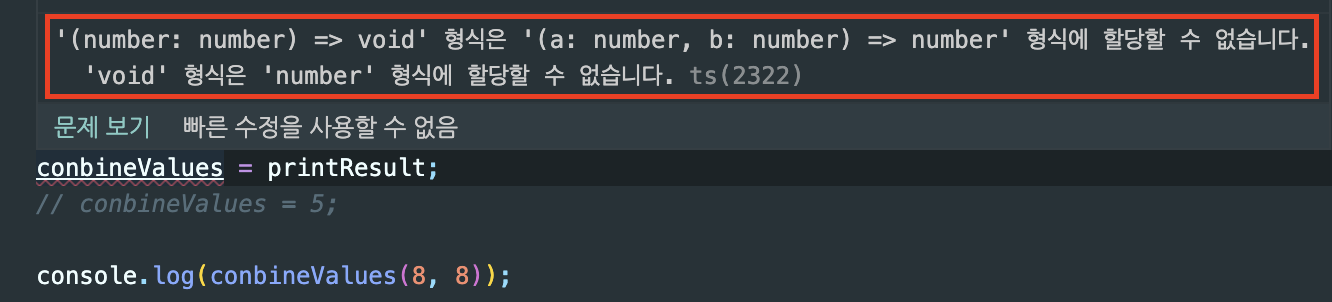 '(number: number) => void' 형식은 '(a: number, b: number) => number' 형식에 할당할 수 없습니다.
'void' 형식은 'number' 형식에 할당할 수 없습니다. ts(2322)
문제 보기 빠른 수정을 사용할 수 없음
conbineValues = printResult;
// conbineValues = 5;
console.log(conbineValues(8, 8));